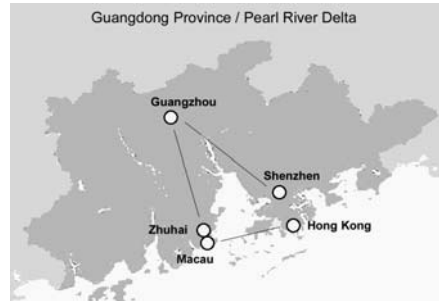 Guangdong Province / Pearl River Delta
Guangzhou
Shenzhen
Zhuhai
Hong Kong
Macau